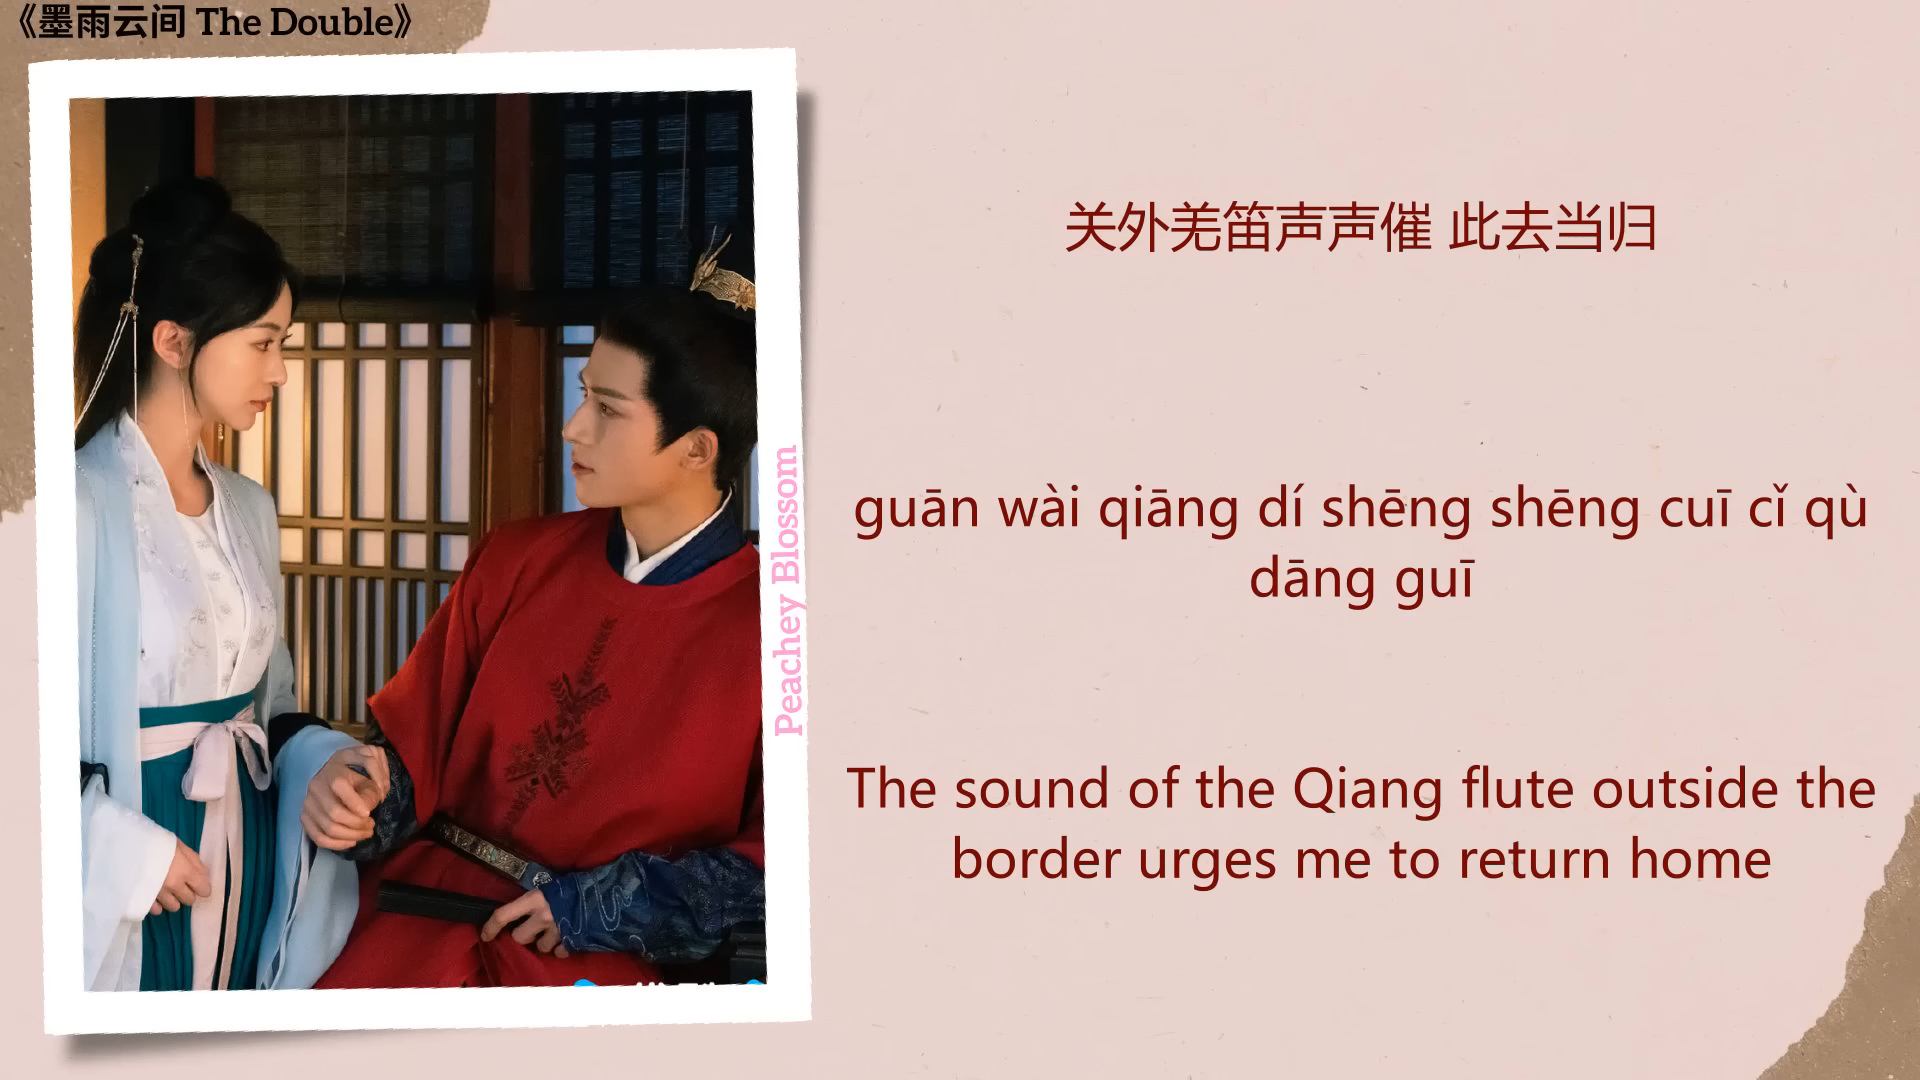 《墨雨云间 The Double》
关外羌笛声声催 此去当归
guān wài qiāng dí shēng shēng cuī cǐ qù
dāng guī
The sound of the Qiang flute outside the
border urges me to return home
Peachey Blossom